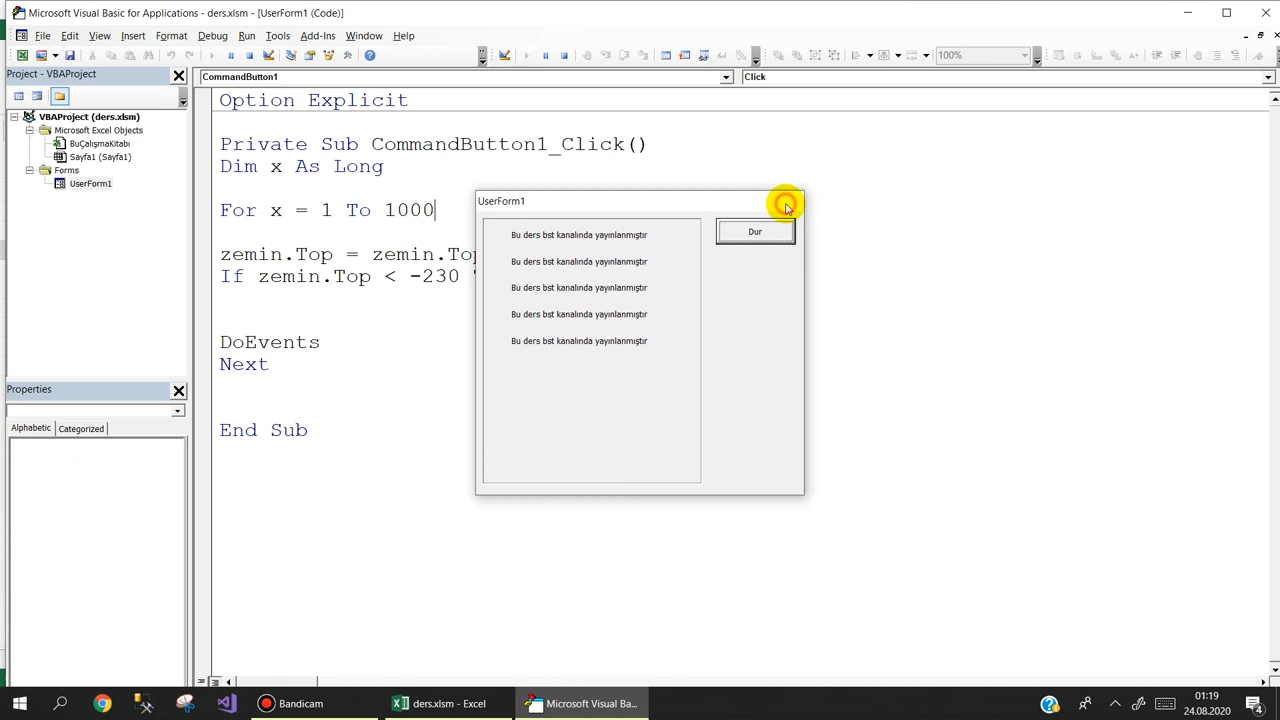 Microsoft Visual Basic for Applications - ders.xlsm - [UserForm1 (Code)]
File Edit View Insert Format Debug Run Tools Add-Ins Window Help
100%
Project - VBAProject
CommandButton1
Click
VBAProject (ders.xlsm)
Microsoft Excel Objects
BuÇalışmaKitabı
Sayfa1 (Sayfa1)
Forms
UserForm1
Properties
Alphabetic Categorized
Option Explicit
Private Sub CommandButton1_Click()
Dim x As Long
For x = 1 To 1000
zemin.Top = zemin.Top
If zemin.Top < -230
DoEvents
Next
End Sub
UserForm1
Dur
Bu ders bst kanalında yayınlanmıştır
Bu ders bst kanalında yayınlanmıştır
Bu ders bst kanalında yayınlanmıştır
Bu ders bst kanalında yayınlanmıştır
Bu ders bst kanalında yayınlanmıştır
Bandicam
ders.xlsm - Excel
Microsoft Visual Ba...
01:19
24.08.2020
4